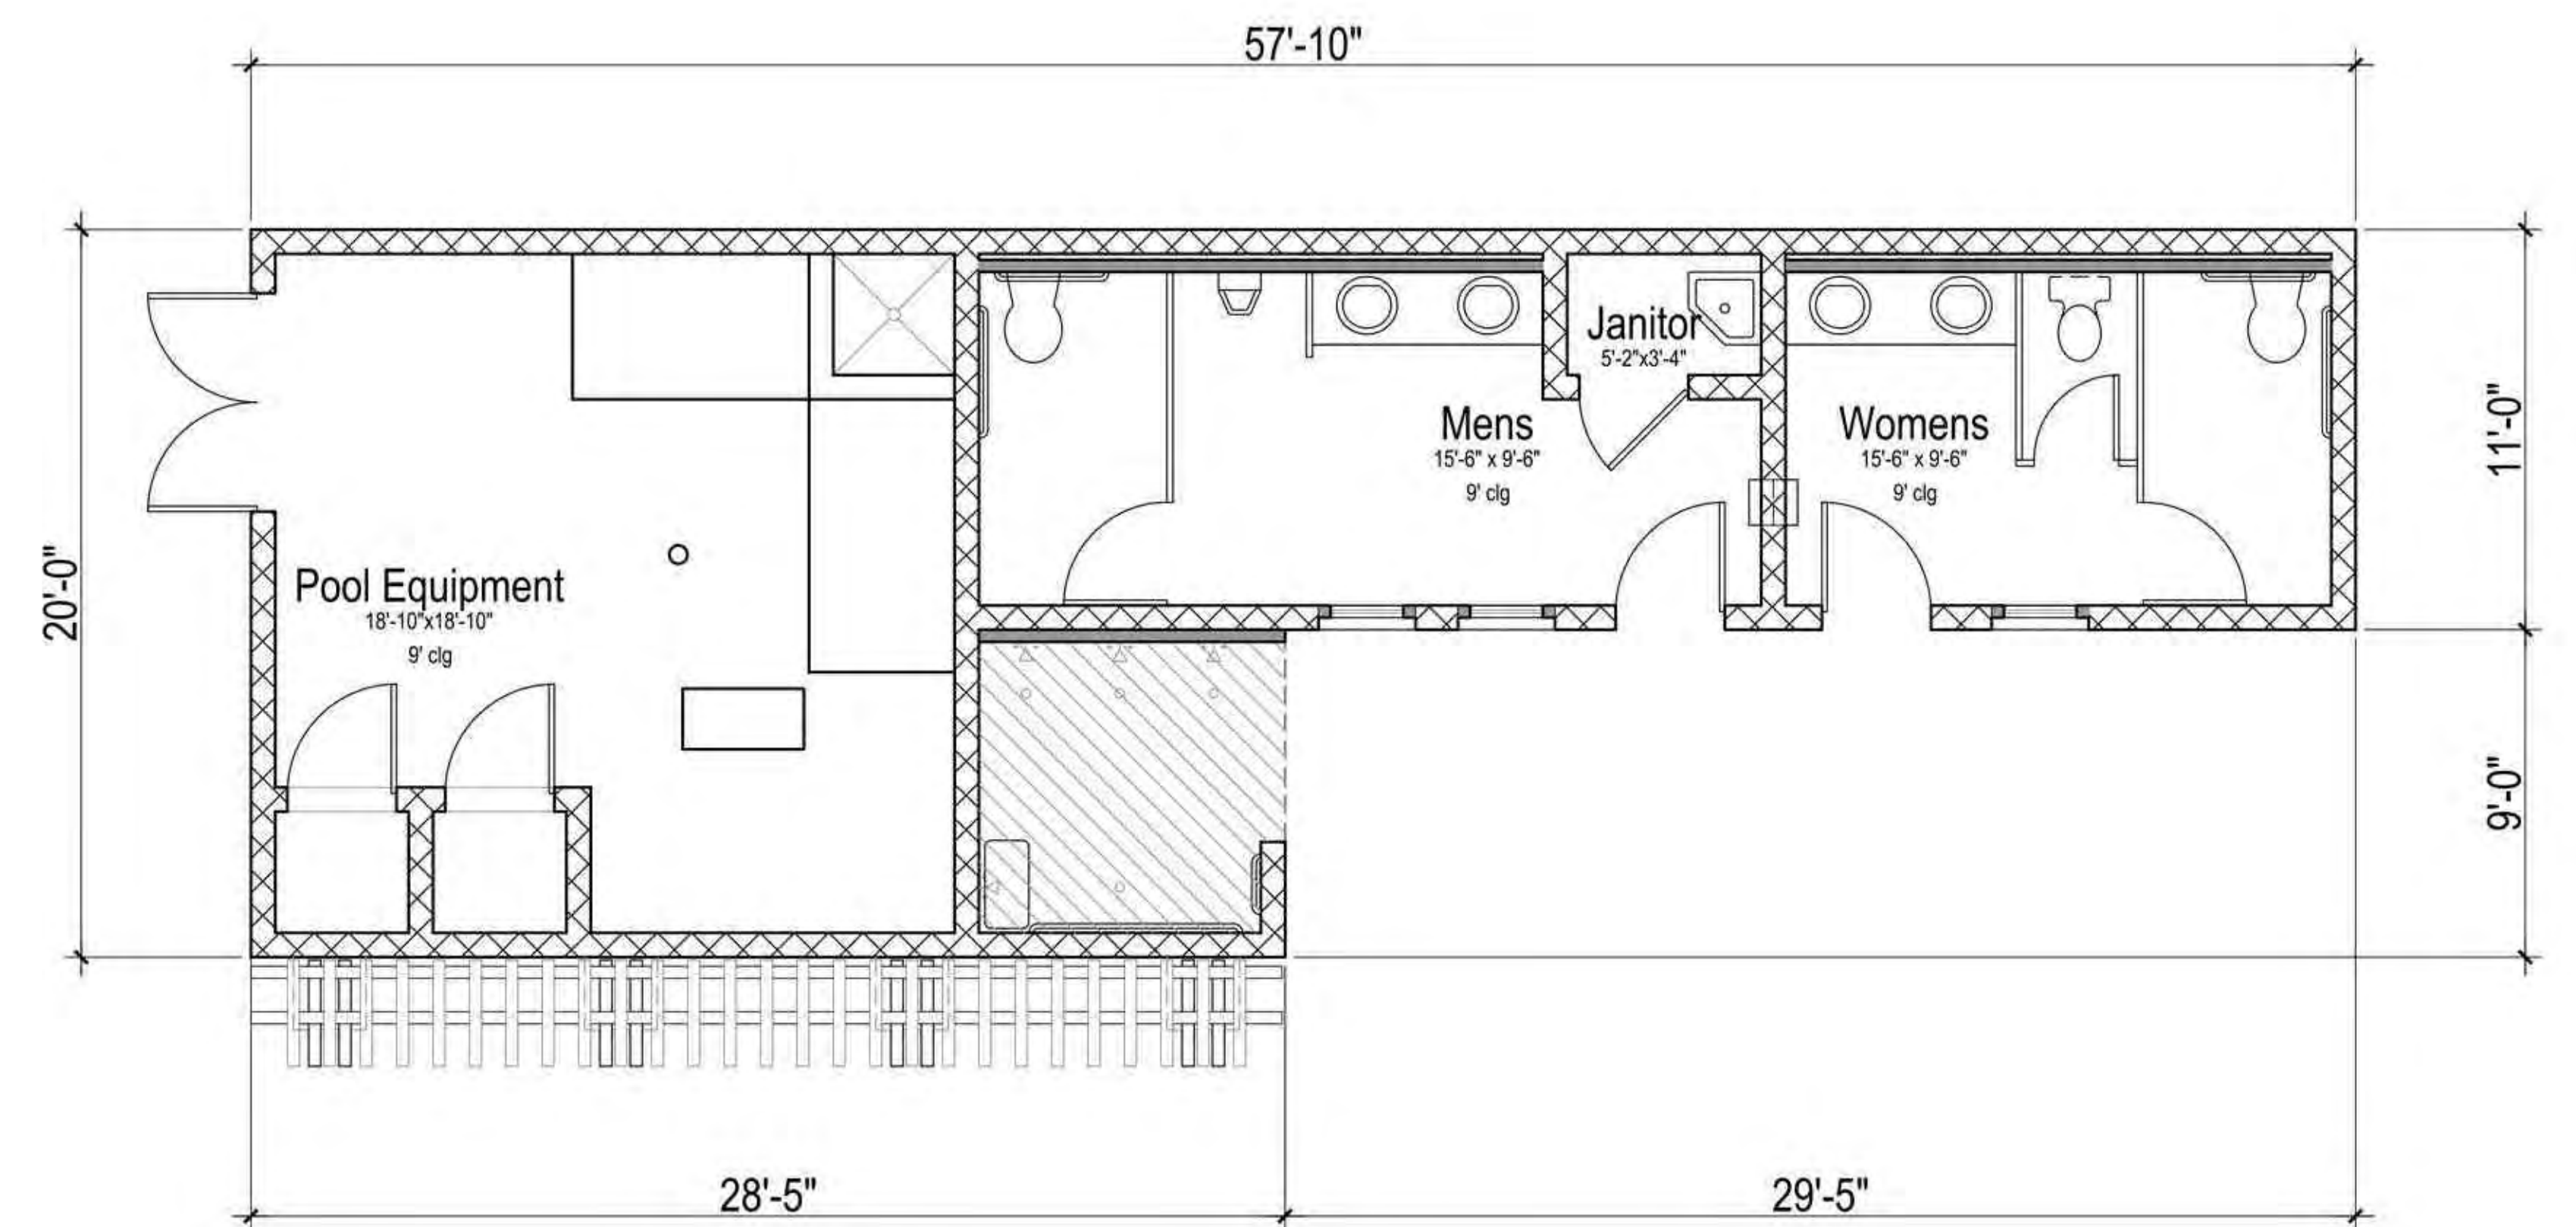 57'-10"
20'-0"
Pool Equipment
18'-10"x18'-10"
9' clg
Mens
15'-6" x 9'-6"
9' clg
Janitor
5'-2"x3'-4"
Womens
15'-6" x 9'-6"
9' clg
11'-0"
9'-0"
28'-5"
29'-5"